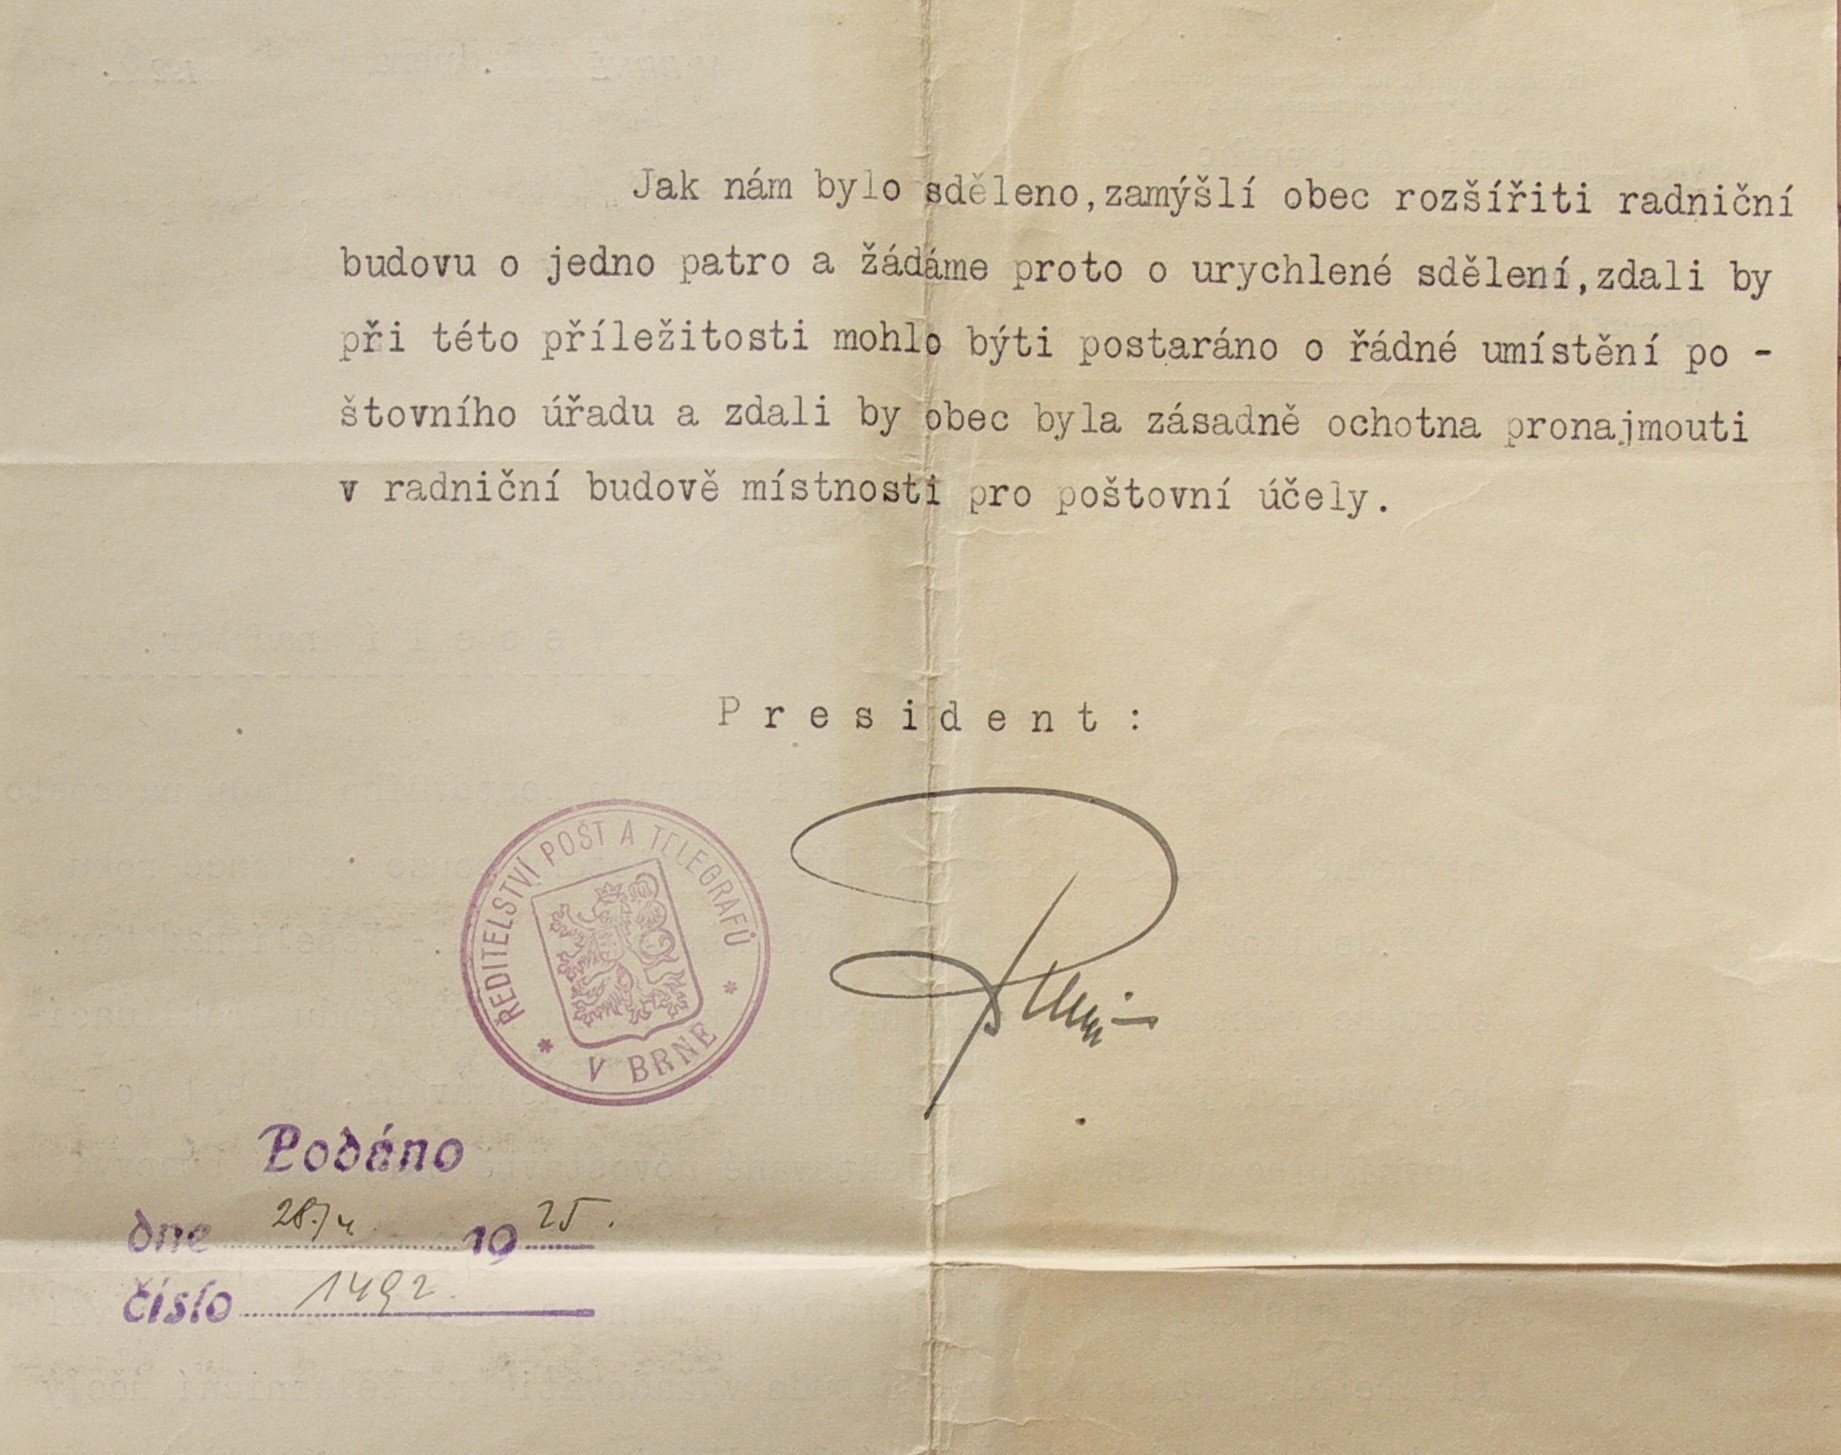 Jak nám bylo sděleno,zamýšlí obec rozšířiti radniční
budovu o jedno patro a žádáme proto o urychlené sdělení,zdali by
při této příležitosti mohlo býti postaráno o řádné umístění po -
štovního úřadu a zdali by obec byla zásadně ochotna pronajmouti
v radniční budově místnosti pro poštovní účely.
President:
ŘEDITELSTVÍ POŠT A TELEGRAFŮ
* V BRNĚ *
Podáno
dne 28./4. 1925.
číslo 1492.